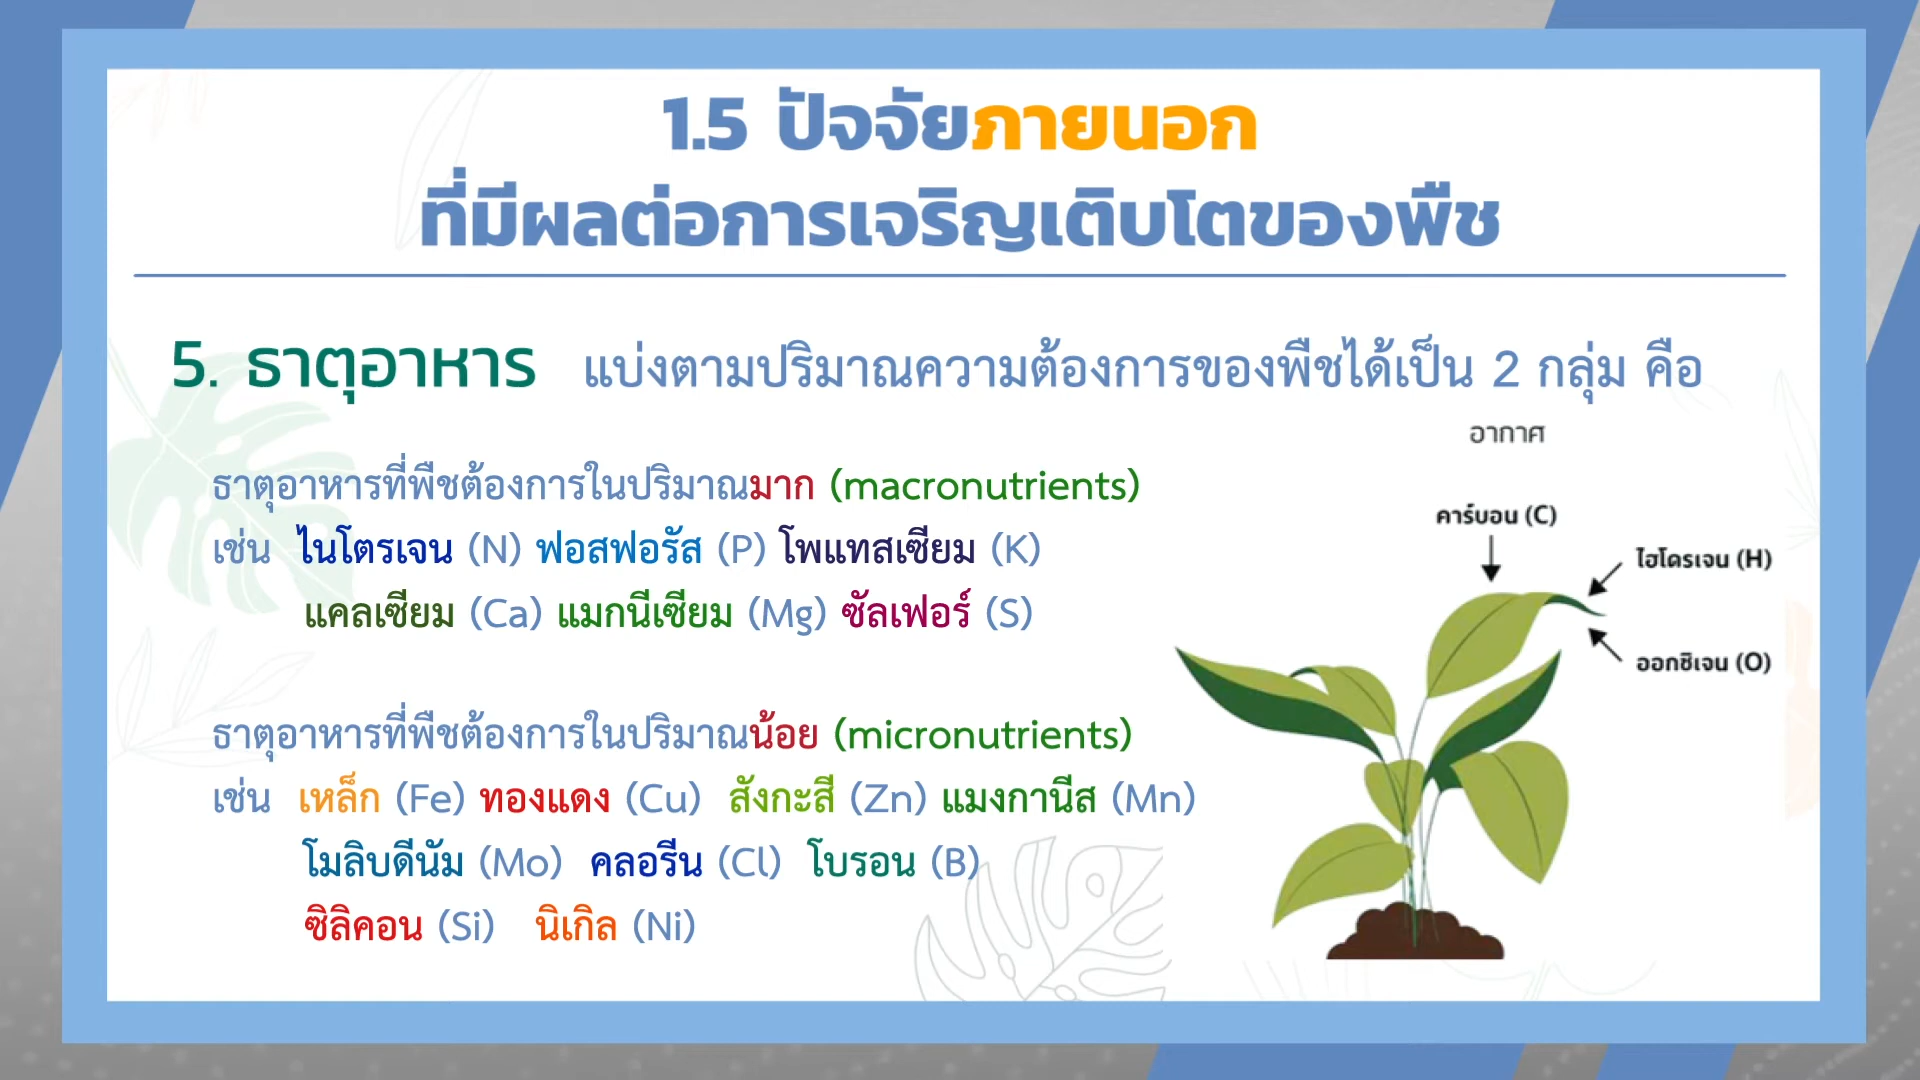 1.5 ปัจจัยภายนอก
ที่มีผลต่อการเจริญเติบโตของพืช
5. ธาตุอาหาร แบ่งตามปริมาณความต้องการของพืชได้เป็น 2 กลุ่ม คือ
ธาตุอาหารที่พืชต้องการในปริมาณมาก (macronutrients)
เช่น ไนโตรเจน (N) ฟอสฟอรัส (P) โพแทสเซียม (K)
แคลเซียม (Ca) แมกนีเซียม (Mg) ซัลเฟอร์ (S)
ธาตุอาหารที่พืชต้องการในปริมาณน้อย (micronutrients)
เช่น เหล็ก (Fe) ทองแดง (Cu) สังกะสี (Zn) แมงกานีส (Mn)
โมลิบดีนัม (Mo) คลอรีน (Cl) โบรอน (B)
ซิลิคอน (Si) นิเกิล (Ni)
อากาศ
คาร์บอน (C)
ไฮโดรเจน (H)
ออกซิเจน (O)